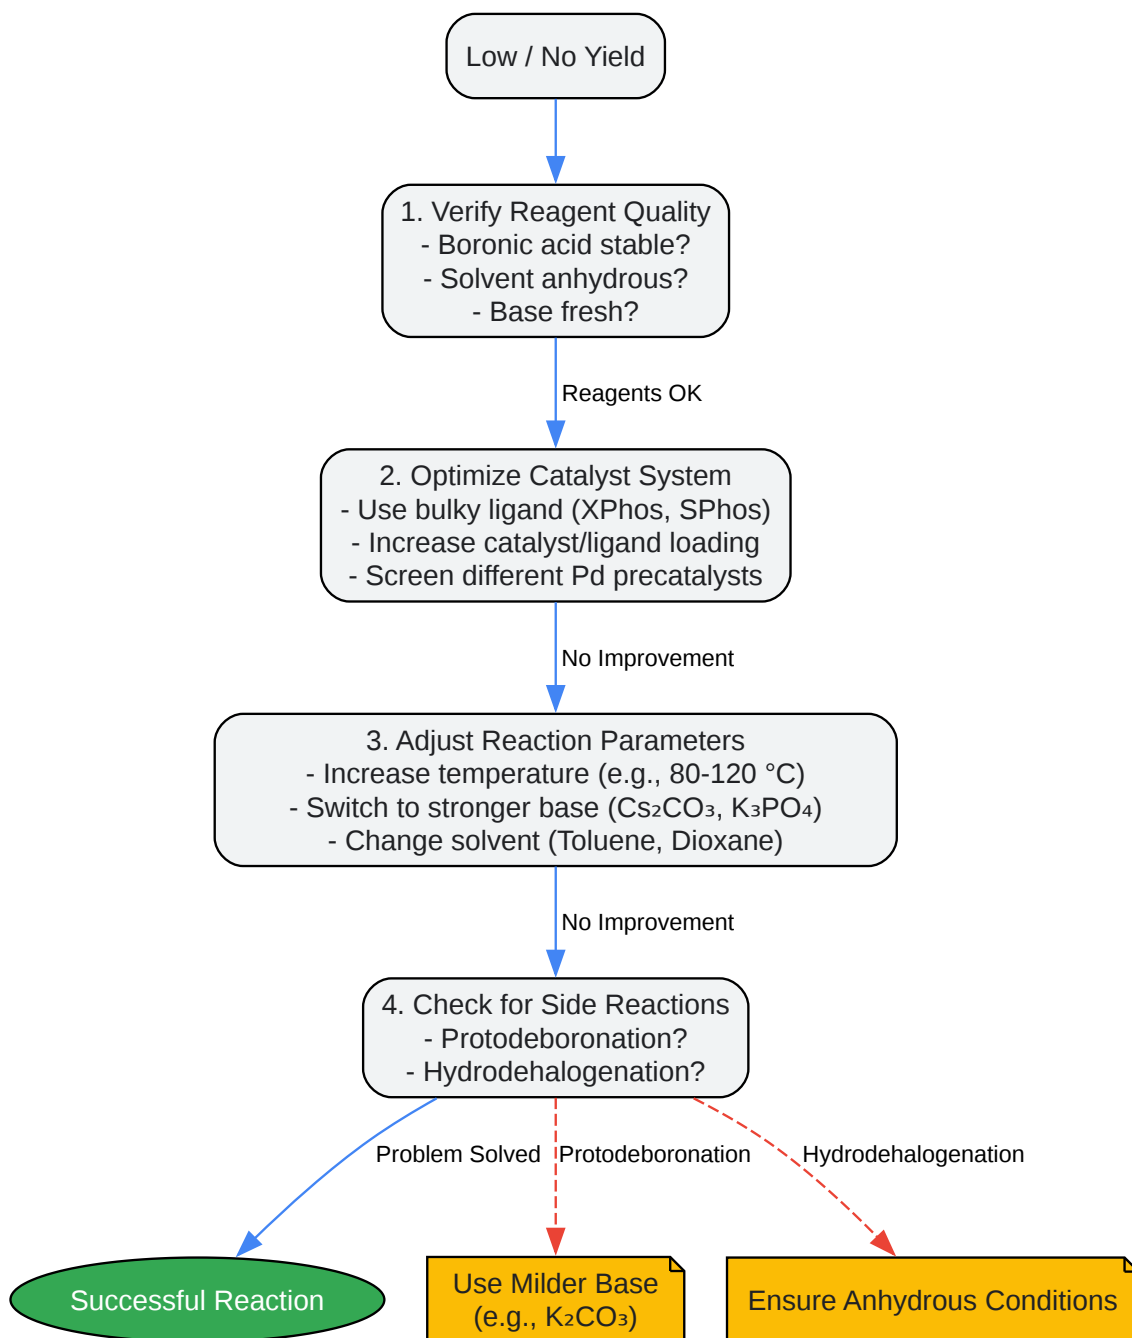 Low / No Yield
1. Verify Reagent Quality
- Boronic acid stable?
- Solvent anhydrous?
- Base fresh?
Reagents OK
2. Optimize Catalyst System
- Use bulky ligand (XPhos, SPhos)
- Increase catalyst/ligand loading
- Screen different Pd precatalysts
No Improvement
3. Adjust Reaction Parameters
- Increase temperature (e.g., 80-120 °C)
- Switch to stronger base (Cs₂CO₃, K₃PO₄)
- Change solvent (Toluene, Dioxane)
No Improvement
4. Check for Side Reactions
- Protodeboronation?
- Hydrodehalogenation?
Problem Solved
Protodeboronation
Hydrodehalogenation
Successful Reaction
Use Milder Base
(e.g., K₂CO₃)
Ensure Anhydrous Conditions